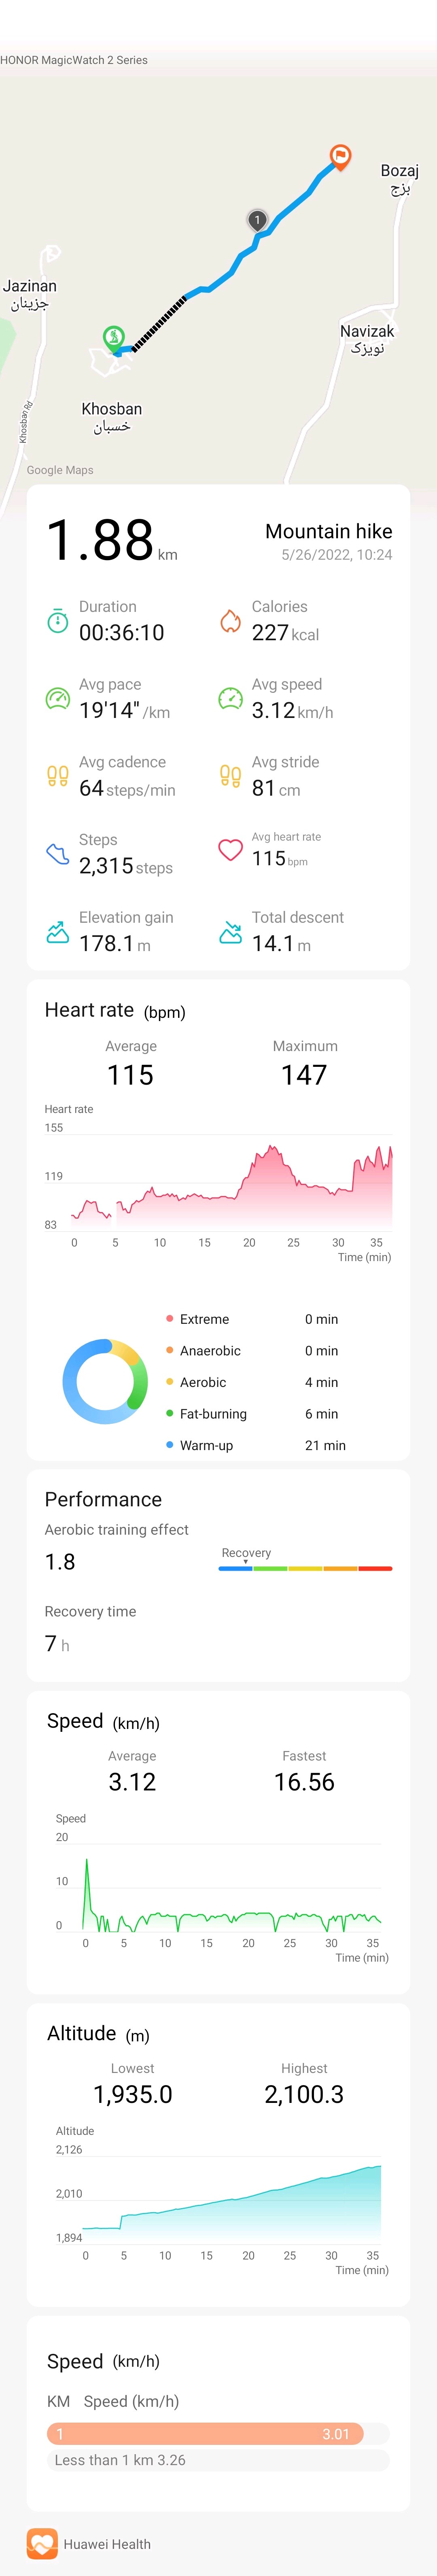 HONOR MagicWatch 2 Series
Bozaj
بزج
1
Jazinan
جزینان
Navizak
نویزک
Khosban
خسبان
Khosban Rd
Google Maps
1.88 km
Mountain hike
5/26/2022, 10:24
Duration
Calories
00:36:10
227 kcal
Avg pace
Avg speed
19'14" /km
3.12 km/h
Avg cadence
Avg stride
64 steps/min
81 cm
Steps
Avg heart rate
2,315 steps
115 bpm
Elevation gain
Total descent
178.1 m
14.1 m
Heart rate (bpm)
Average
Maximum
115
147
Heart rate
155
119
83
0 5 10 15 20 25 30 35
Time (min)
Extreme 0 min
Anaerobic 0 min
Aerobic 4 min
Fat-burning 6 min
Warm-up 21 min
Performance
Aerobic training effect
1.8
Recovery
Recovery time
7 h
Speed (km/h)
Average
Fastest
3.12
16.56
Speed
20
10
0
0 5 10 15 20 25 30 35
Time (min)
Altitude (m)
Lowest
Highest
1,935.0
2,100.3
Altitude
2,126
2,010
1,894
0 5 10 15 20 25 30 35
Time (min)
Speed (km/h)
KM Speed (km/h)
1 3.01
Less than 1 km 3.26
Huawei Health